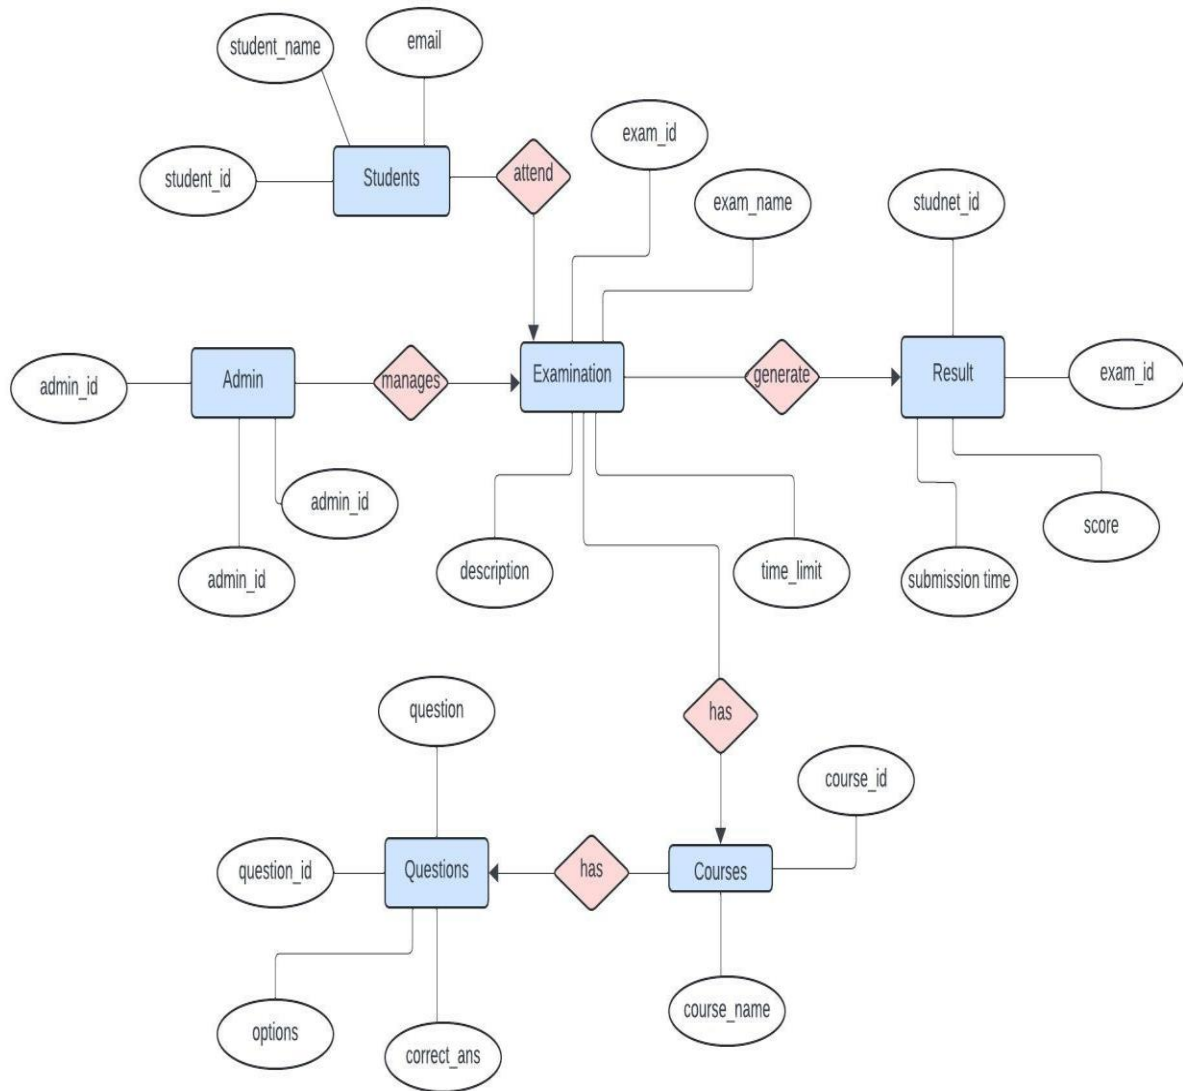 student_name
email
exam_id
student_id
Students
attend
exam_name
studnet_id
admin_id
Admin
manages
Examination
generate
Result
exam_id
admin_id
admin_id
description
time_limit
submission time
score
question
has
course_id
question_id
Questions
has
Courses
options
correct_ans
course_name